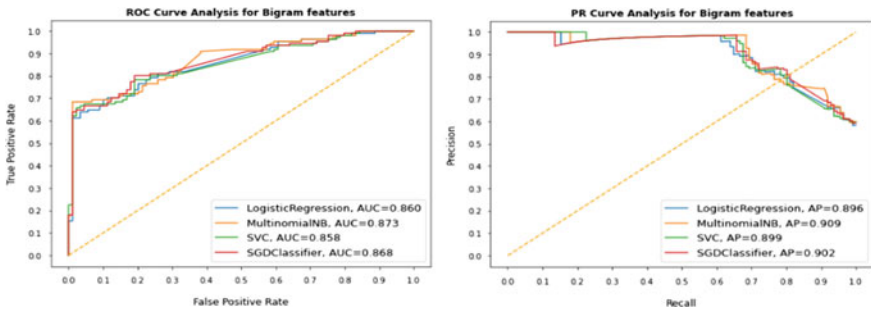 ROC Curve Analysis for Bigram features
True Positive Rate
1.0
0.9
0.8
0.7
0.6
0.5
0.4
0.3
0.2
0.1
0.0
LogisticRegression, AUC=0.860
MultinomialNB, AUC=0.873
SVC, AUC=0.858
SGDClassifier, AUC=0.868
0.0 0.1 0.2 0.3 0.4 0.5 0.6 0.7 0.8 0.9 1.0
False Positive Rate
PR Curve Analysis for Bigram features
Precision
1.0
0.9
0.8
0.7
0.6
0.5
0.4
0.3
0.2
0.1
0.0
LogisticRegression, AP=0.896
MultinomialNB, AP=0.909
SVC, AP=0.899
SGDClassifier, AP=0.902
0.0 0.1 0.2 0.3 0.4 0.5 0.6 0.7 0.8 0.9 1.0
Recall